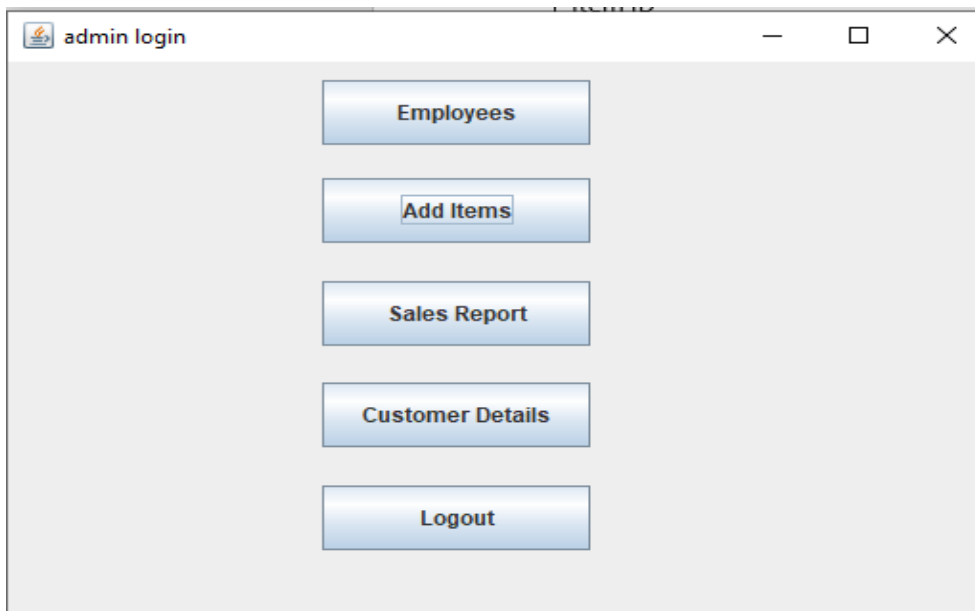 admin login
Employees
Add Items
Sales Report
Customer Details
Logout